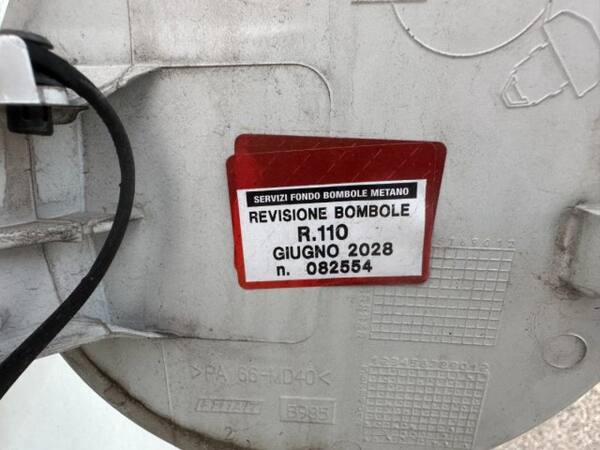 SERVIZI FONDO BOMBOLE METANO
REVISIONE BOMBOLE
R.110
GIUGNO 2028
n. 082554
>PA 66-MD40<